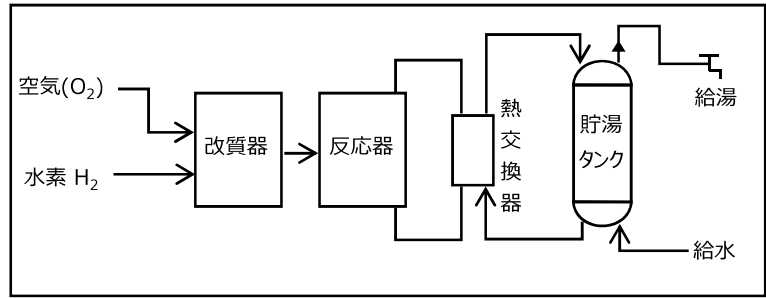 空気(O₂)
水素 H₂
改質器
反応器
熱交換器
貯湯
タンク
給湯
給水